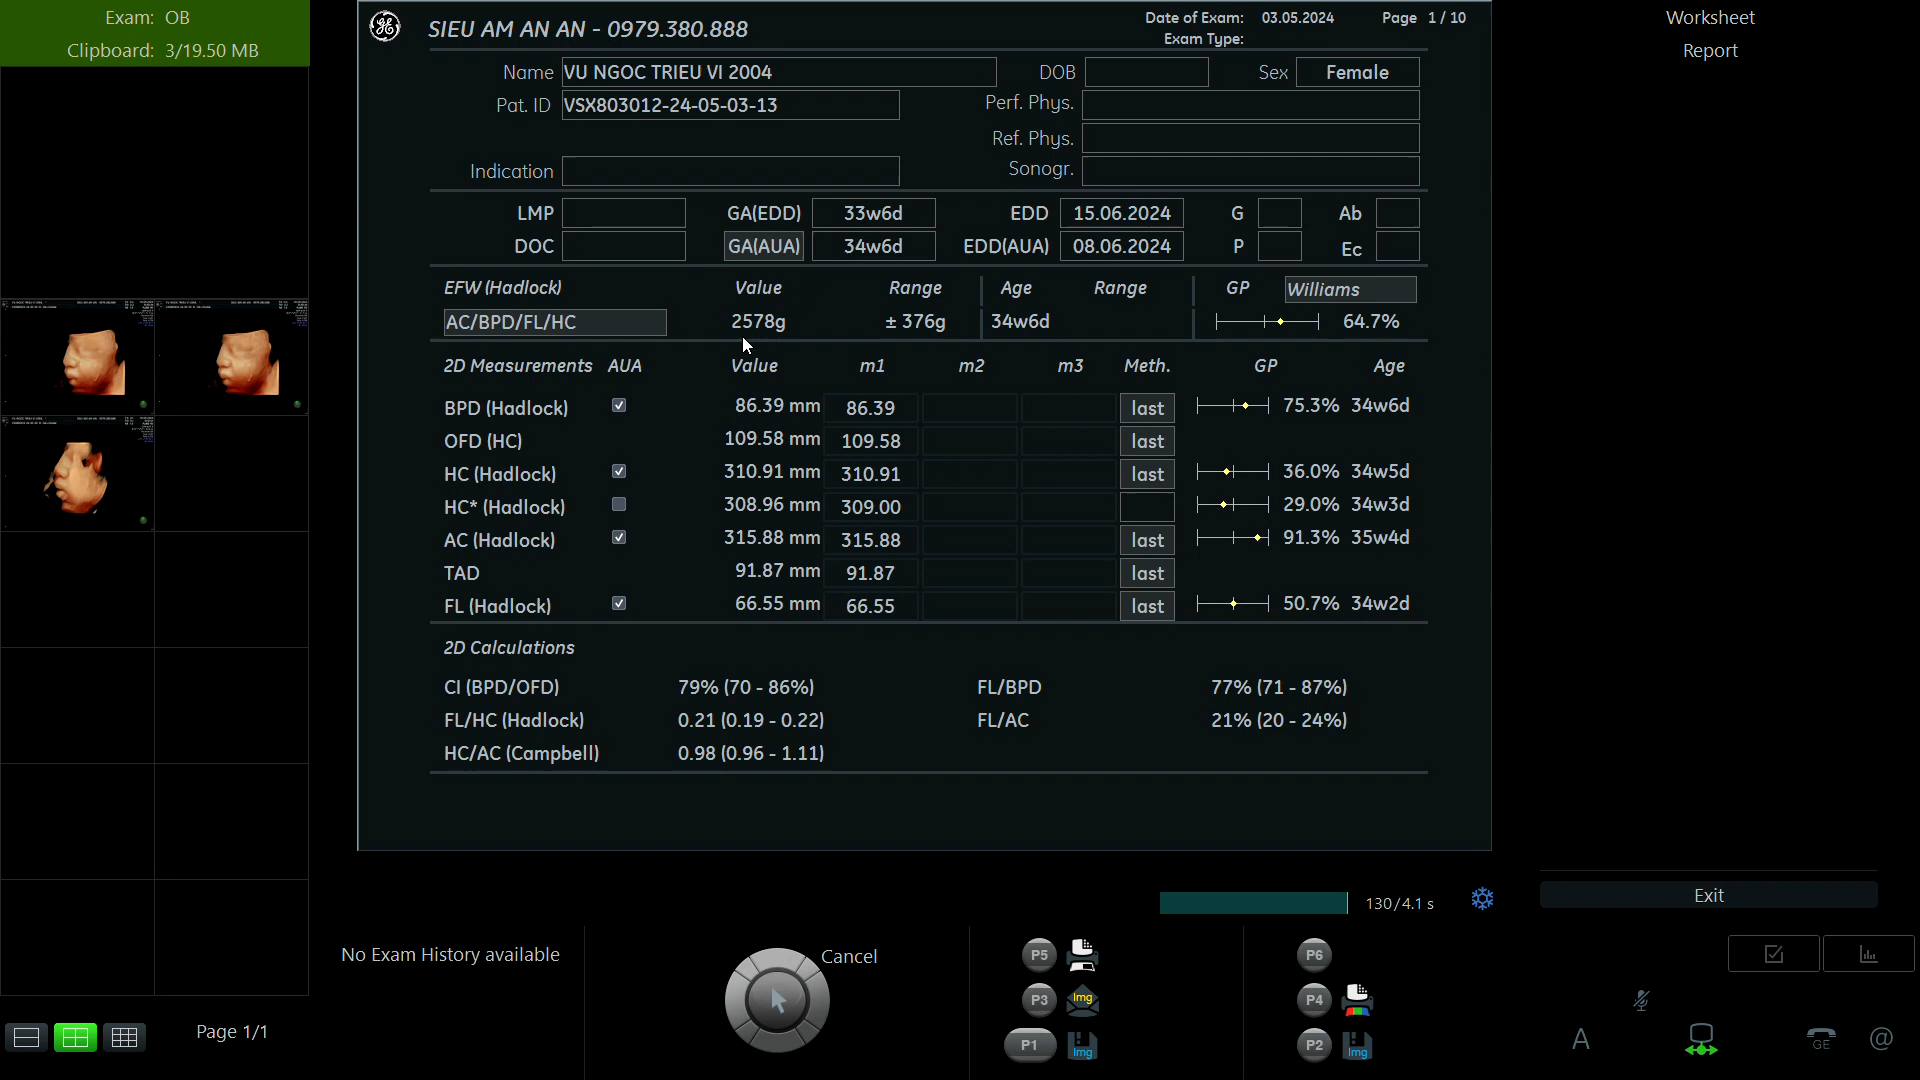 Exam: OB
Clipboard: 3/19.50 MB
SIEU AM AN AN - 0979.380.888
Date of Exam: 03.05.2024 Page 1 / 10
Exam Type:
Name VU NGOC TRIEU VI 2004 DOB Sex Female
Pat. ID VSX803012-24-05-03-13 Perf. Phys.
Ref. Phys.
Indication Sonogr.
LMP GA(EDD) 33w6d EDD 15.06.2024 G Ab
DOC GA(AUA) 34w6d EDD(AUA) 08.06.2024 P Ec
EFW (Hadlock) Value Range Age Range GP Williams
AC/BPD/FL/HC 2578g ± 376g 34w6d 64.7%
2D Measurements AUA Value m1 m2 m3 Meth. GP Age
BPD (Hadlock) 86.39 mm 86.39 last 75.3% 34w6d
OFD (HC) 109.58 mm 109.58 last
HC (Hadlock) 310.91 mm 310.91 last 36.0% 34w5d
HC* (Hadlock) 308.96 mm 309.00 29.0% 34w3d
AC (Hadlock) 315.88 mm 315.88 last 91.3% 35w4d
TAD 91.87 mm 91.87 last
FL (Hadlock) 66.55 mm 66.55 last 50.7% 34w2d
2D Calculations
CI (BPD/OFD) 79% (70 - 86%) FL/BPD 77% (71 - 87%)
FL/HC (Hadlock) 0.21 (0.19 - 0.22) FL/AC 21% (20 - 24%)
HC/AC (Campbell) 0.98 (0.96 - 1.11)
Worksheet
Report
130/4.1 s
Exit
No Exam History available
Cancel
P5 P6
P3 Img P4
P1 Img P2 Img
Page 1/1
A GE @